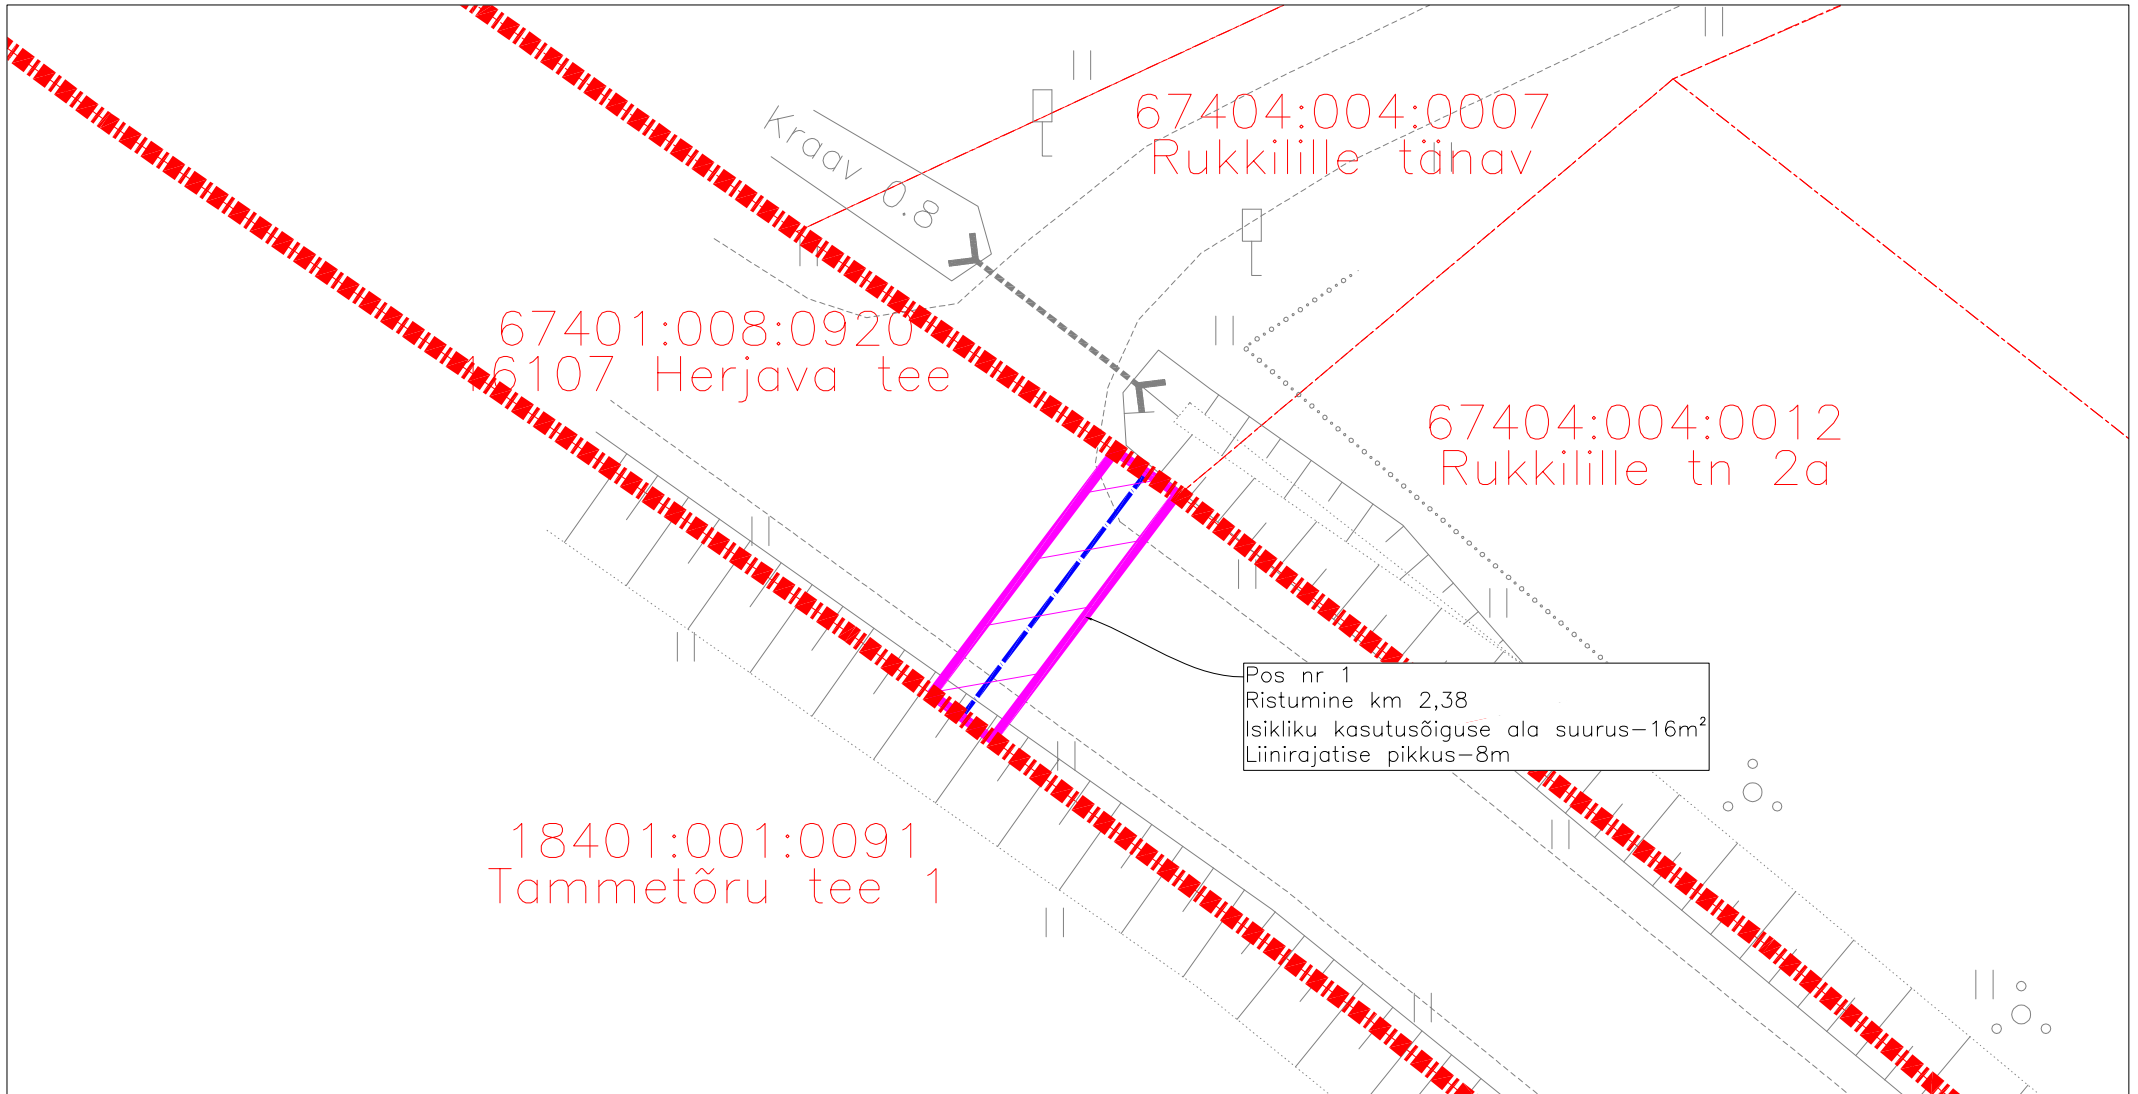 67404:004:0007
Rukkilille tänav
Kraav 0.8
67401:008:0920
16107 Herjava tee
67404:004:0012
Rukkilille tn 2a
Pos nr 1
Ristumine km 2,38
Isikliku kasutusõiguse ala suurus-16m²
Liinirajatise pikkus-8m
18401:001:0091
Tammetõru tee 1